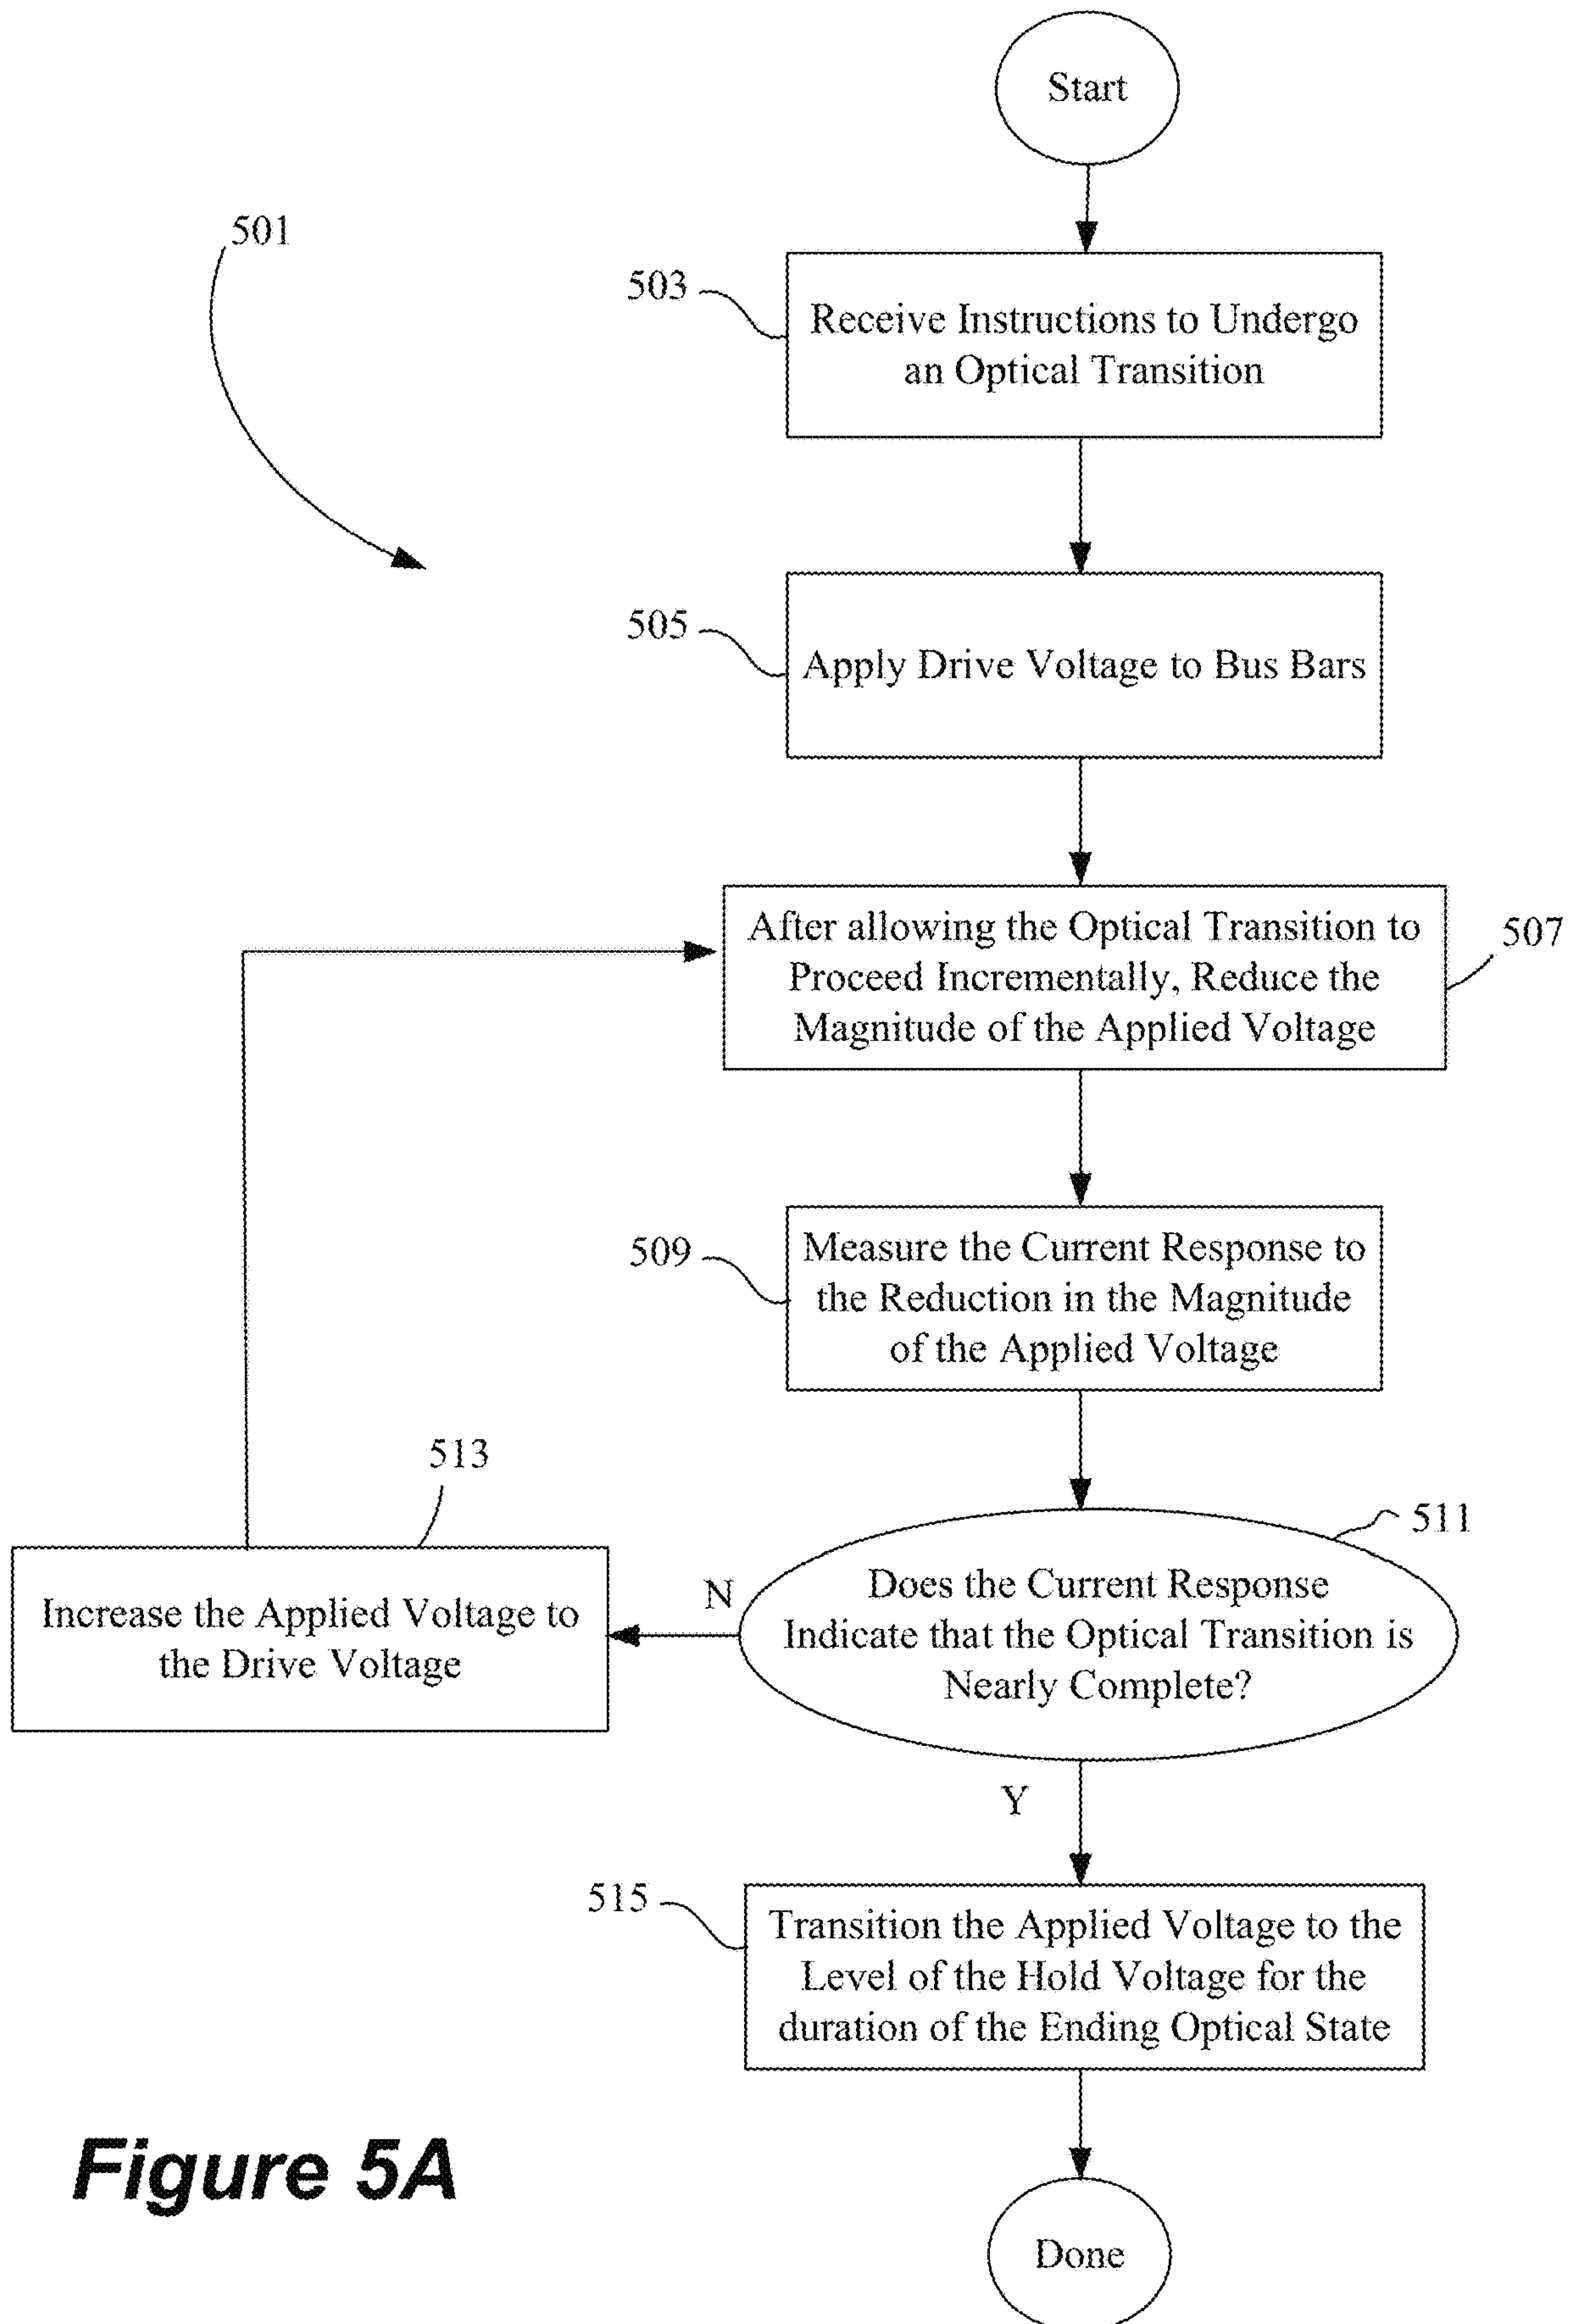 Start
501
503
Receive Instructions to Undergo
an Optical Transition
505
Apply Drive Voltage to Bus Bars
After allowing the Optical Transition to
Proceed Incrementally, Reduce the
Magnitude of the Applied Voltage
507
509
Measure the Current Response to
the Reduction in the Magnitude
of the Applied Voltage
513
511
Increase the Applied Voltage to
the Drive Voltage
N
Does the Current Response
Indicate that the Optical Transition is
Nearly Complete?
Y
515
Transition the Applied Voltage to the
Level of the Hold Voltage for the
duration of the Ending Optical State
Figure 5A
Done